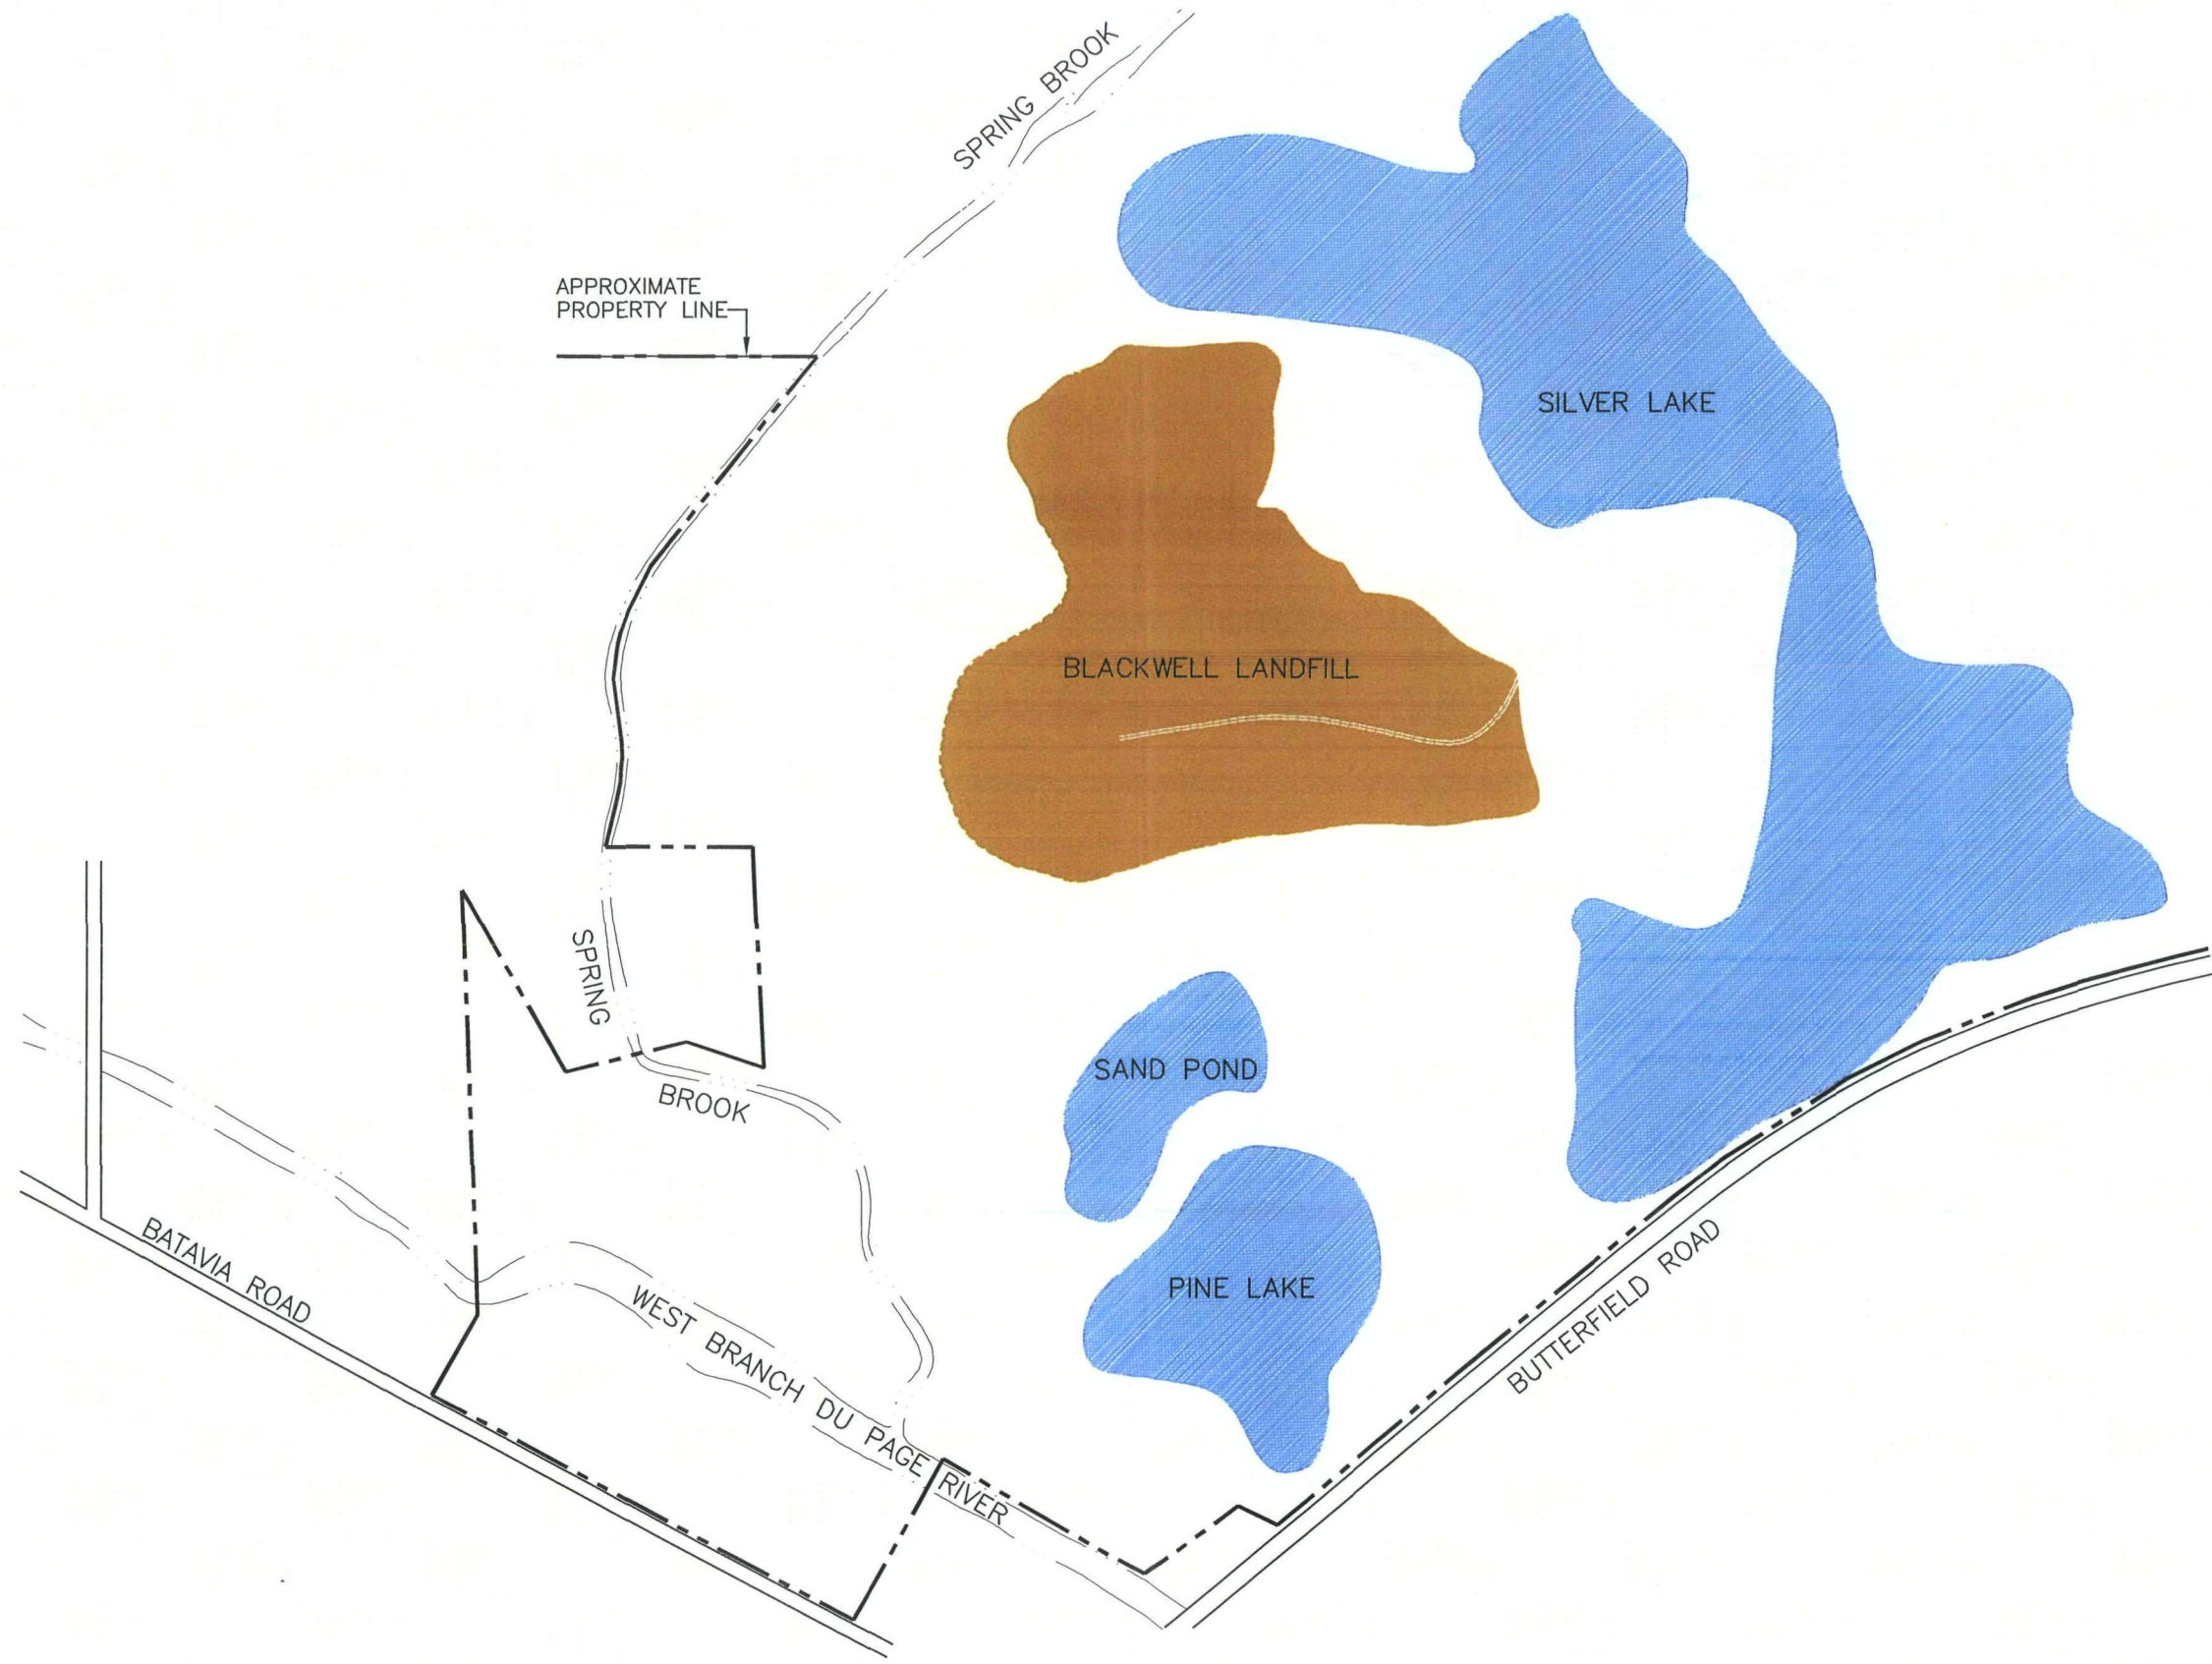 SPRING BROOK
APPROXIMATE
PROPERTY LINE
SILVER LAKE
BLACKWELL LANDFILL
SPRING
BROOK
SAND POND
BATAVIA ROAD
WEST BRANCH DU PAGE RIVER
PINE LAKE
BUTTERFIELD ROAD